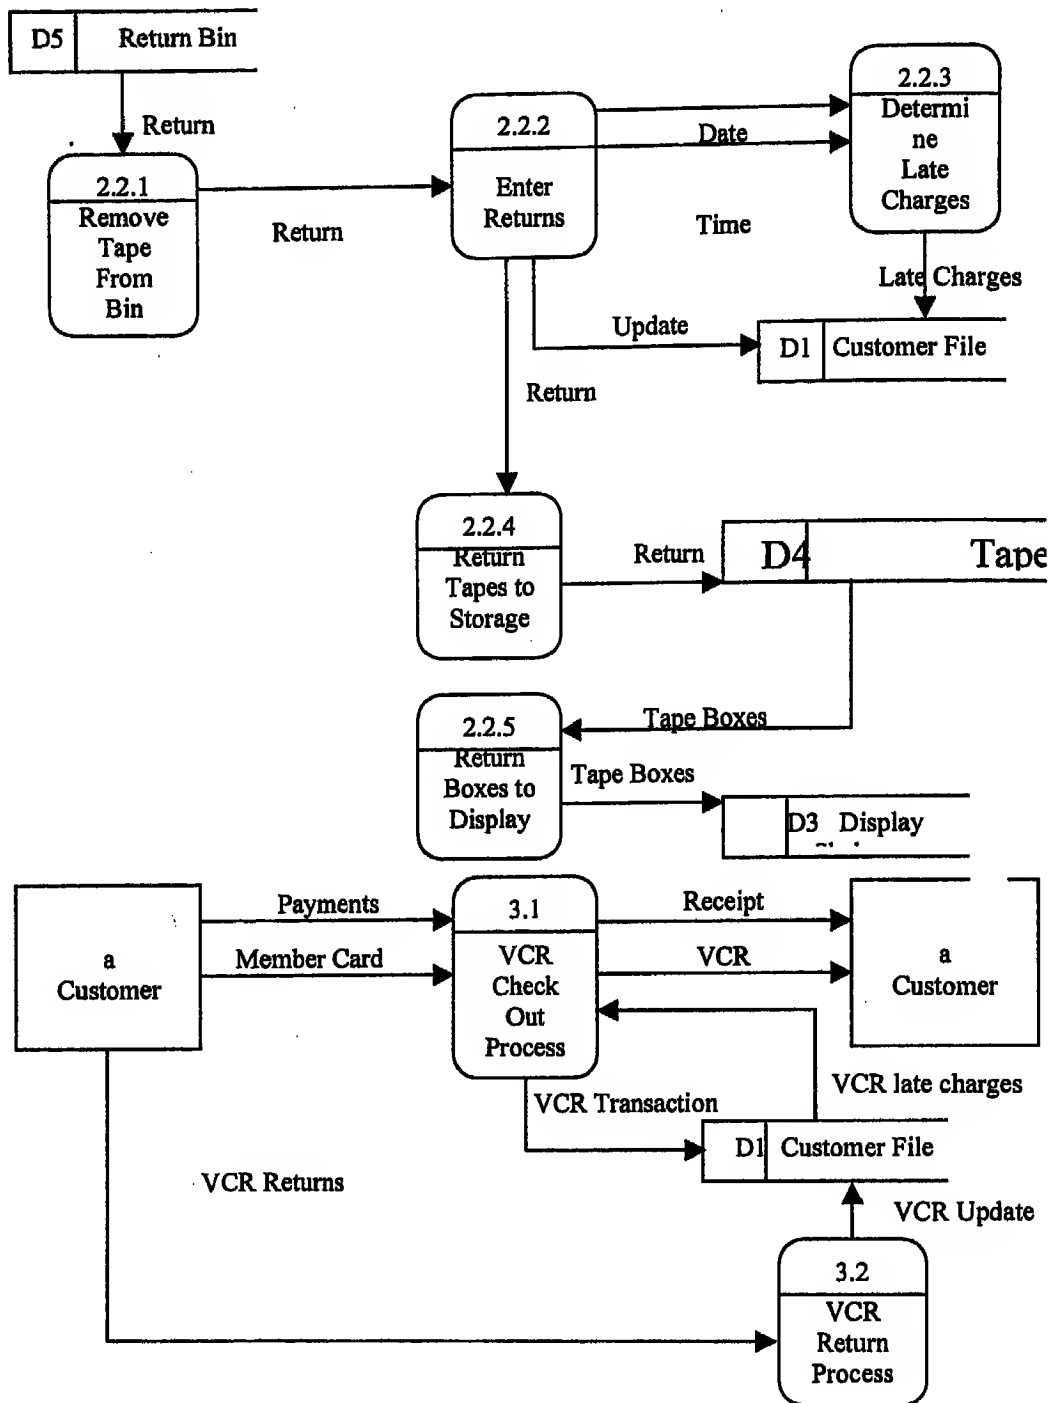 D5 Return Bin
Return
2.2.1
Remove
Tape
From
Bin
Return
2.2.2
Enter
Returns
Date
Time
2.2.3
Determi
ne
Late
Charges
Late Charges
Update
D1 Customer File
Return
2.2.4
Return
Tapes to
Storage
Return
D4 Tape
Tape Boxes
2.2.5
Return
Boxes to
Display
Tape Boxes
D3 Display
a
Customer
Payments
Member Card
3.1
VCR
Check
Out
Process
Receipt
VCR
a
Customer
VCR late charges
VCR Transaction
D1 Customer File
VCR Returns
VCR Update
3.2
VCR
Return
Process